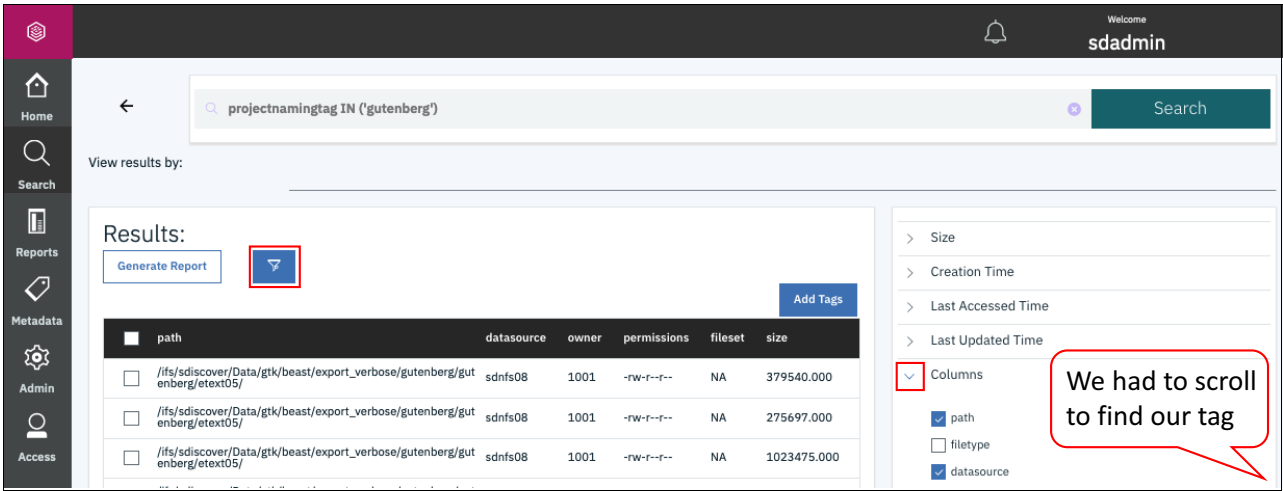 Welcome
sdadmin
Home
Search
Reports
Metadata
Admin
Access
projectnamingtag IN ('gutenberg')
Search
View results by:
Results:
Generate Report
Add Tags
path datasource owner permissions fileset size
/ifs/sdiscover/Data/gtk/beast/export_verbose/gutenberg/gut
enberg/etext05/ sdnfs08 1001 -rw-r--r-- NA 379540.000
/ifs/sdiscover/Data/gtk/beast/export_verbose/gutenberg/gut
enberg/etext05/ sdnfs08 1001 -rw-r--r-- NA 275697.000
/ifs/sdiscover/Data/gtk/beast/export_verbose/gutenberg/gut
enberg/etext05/ sdnfs08 1001 -rw-r--r-- NA 1023475.000
Size
Creation Time
Last Accessed Time
Last Updated Time
Columns
path
filetype
datasource
We had to scroll
to find our tag